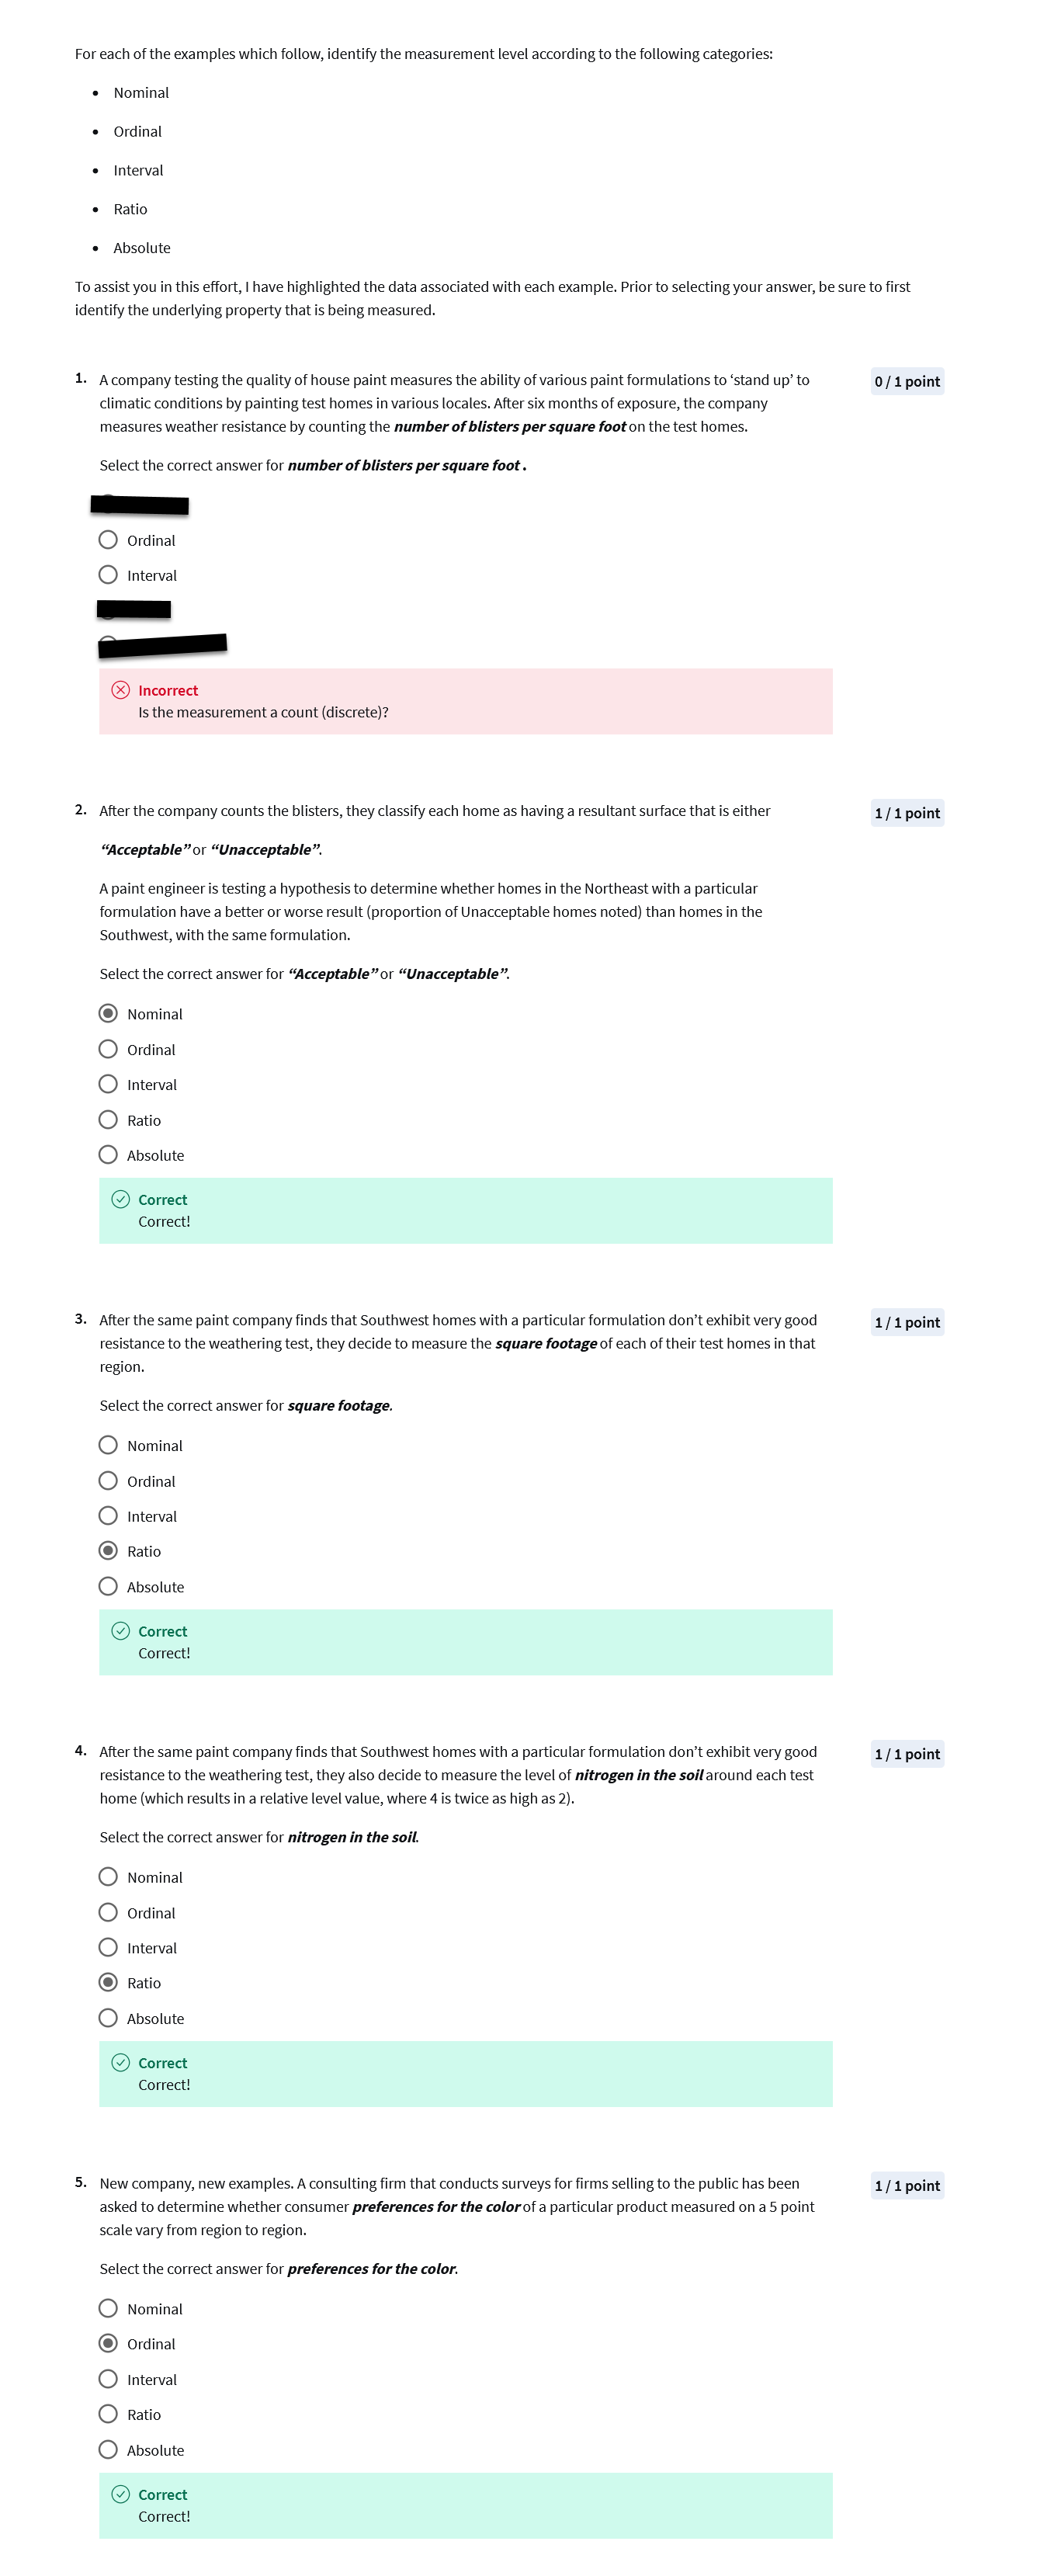 For each of the examples which follow, identify the measurement level according to the following categories:
• Nominal
• Ordinal
• Interval
• Ratio
• Absolute
To assist you in this effort, I have highlighted the data associated with each example. Prior to selecting your answer, be sure to first
identify the underlying property that is being measured.
1. A company testing the quality of house paint measures the ability of various paint formulations to ‘stand up’ to
climatic conditions by painting test homes in various locales. After six months of exposure, the company
measures weather resistance by counting the number of blisters per square foot on the test homes.
0 / 1 point
Select the correct answer for number of blisters per square foot .
Ordinal
Interval
Incorrect
Is the measurement a count (discrete)?
2. After the company counts the blisters, they classify each home as having a resultant surface that is either
1 / 1 point
“Acceptable” or “Unacceptable”.
A paint engineer is testing a hypothesis to determine whether homes in the Northeast with a particular
formulation have a better or worse result (proportion of Unacceptable homes noted) than homes in the
Southwest, with the same formulation.
Select the correct answer for “Acceptable” or “Unacceptable”.
Nominal
Ordinal
Interval
Ratio
Absolute
Correct
Correct!
3. After the same paint company finds that Southwest homes with a particular formulation don’t exhibit very good
resistance to the weathering test, they decide to measure the square footage of each of their test homes in that
region.
1 / 1 point
Select the correct answer for square footage.
Nominal
Ordinal
Interval
Ratio
Absolute
Correct
Correct!
4. After the same paint company finds that Southwest homes with a particular formulation don’t exhibit very good
resistance to the weathering test, they also decide to measure the level of nitrogen in the soil around each test
home (which results in a relative level value, where 4 is twice as high as 2).
1 / 1 point
Select the correct answer for nitrogen in the soil.
Nominal
Ordinal
Interval
Ratio
Absolute
Correct
Correct!
5. New company, new examples. A consulting firm that conducts surveys for firms selling to the public has been
asked to determine whether consumer preferences for the color of a particular product measured on a 5 point
scale vary from region to region.
1 / 1 point
Select the correct answer for preferences for the color.
Nominal
Ordinal
Interval
Ratio
Absolute
Correct
Correct!